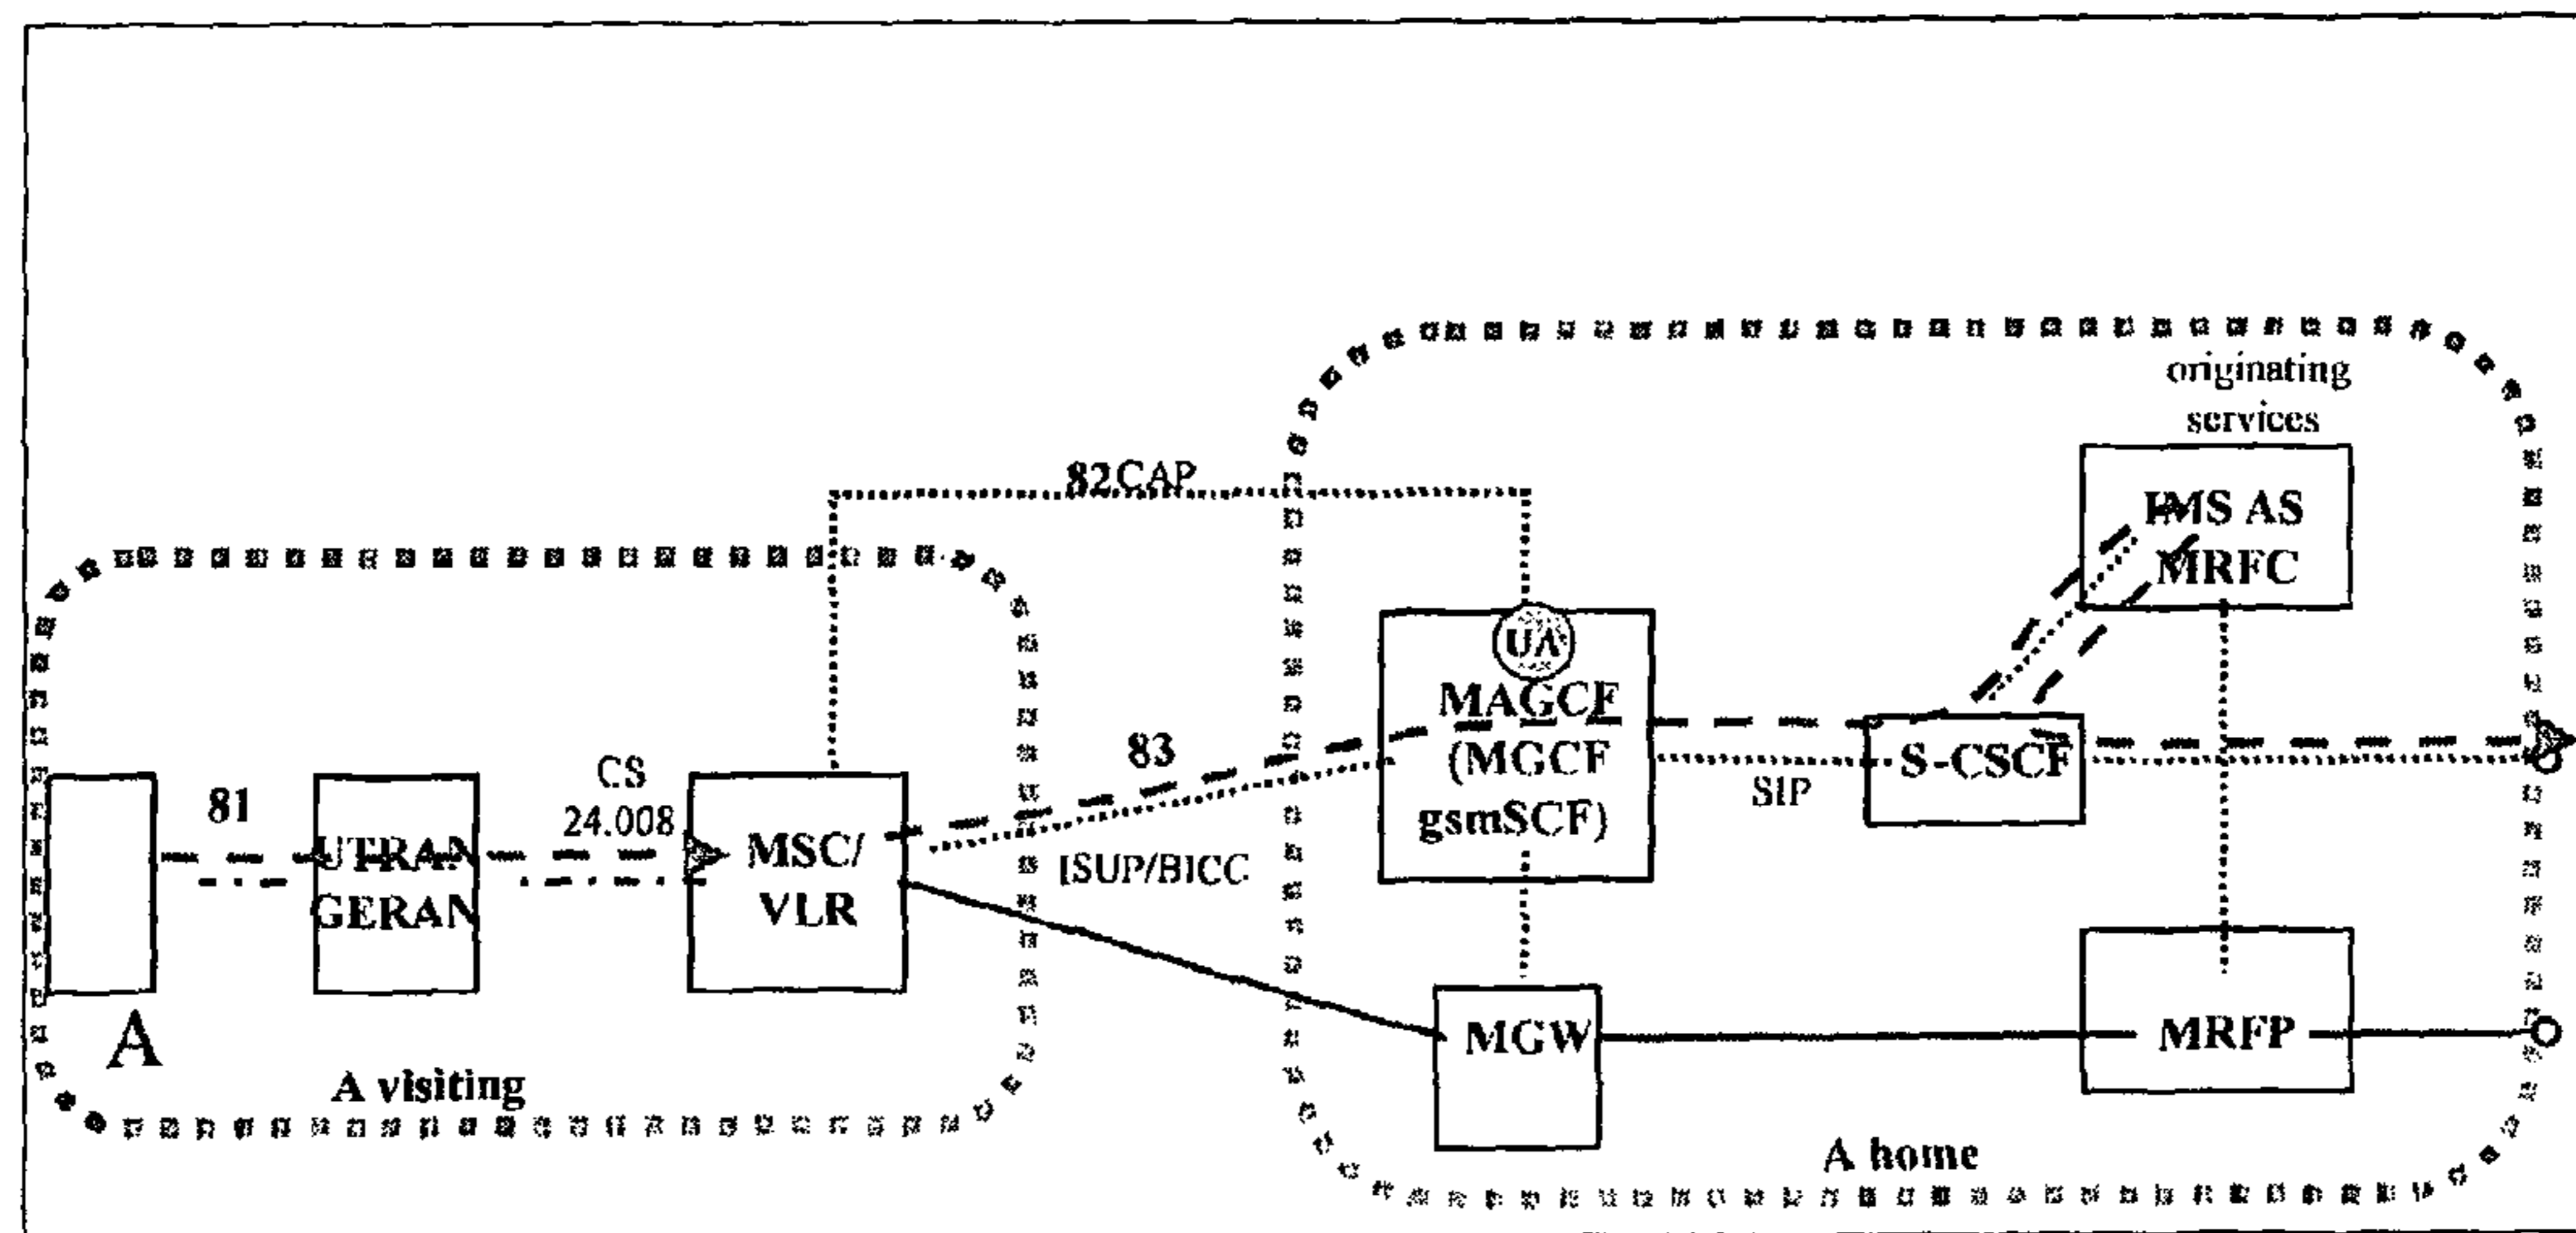 originating
services
82CAP
IMS AS
MRFC
UA
MAGCF
(MGCF
gsmSCF)
83
S-CSCF
SIP
CS
24.008
81
UTRAN
GERAN
MSC/
VLR
ISUP/BICC
MGW
MRFP
A
A visiting
A home